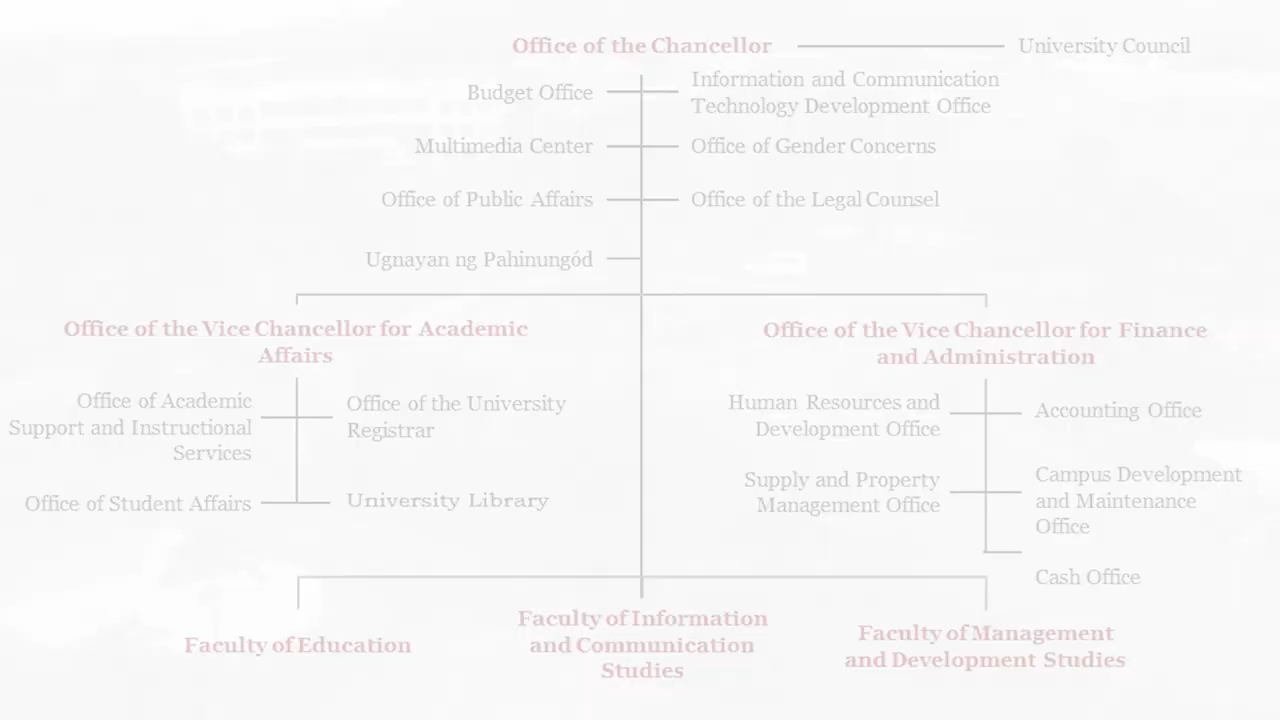 Office of the Chancellor
University Council
Budget Office
Information and Communication
Technology Development Office
Multimedia Center
Office of Gender Concerns
Office of Public Affairs
Office of the Legal Counsel
Ugnayan ng Pahinungód
Office of the Vice Chancellor for Academic
Affairs
Office of the Vice Chancellor for Finance
and Administration
Office of Academic
Support and Instructional
Services
Office of the University
Registrar
Office of Student Affairs
University Library
Human Resources and
Development Office
Accounting Office
Supply and Property
Management Office
Campus Development
and Maintenance
Office
Cash Office
Faculty of Education
Faculty of Information
and Communication
Studies
Faculty of Management
and Development Studies